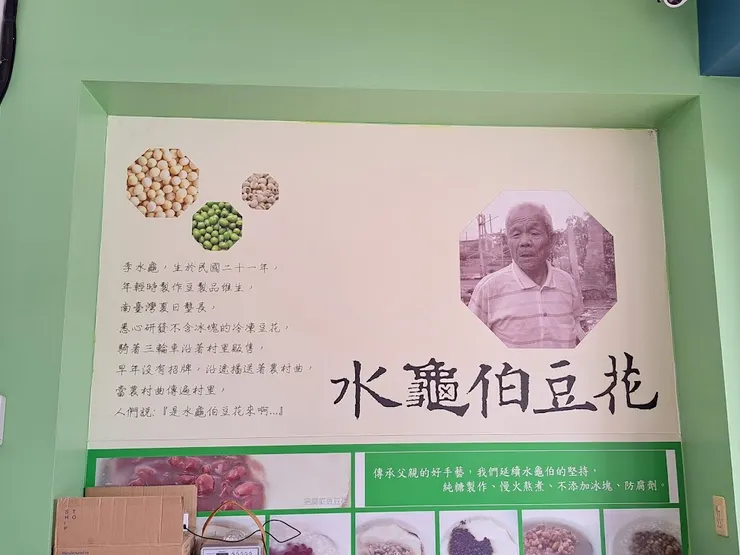 李水龜，生於民國二十一年，
年輕時製作豆製品維生，
南臺灣夏日艷長，
悉心研發不含冰塊的冷凍豆花，
騎著三輪車沿著村里販售，
早年沒有招牌，沿途播送著農村曲，
當農村曲傳遍村里，
人們說:『是水龜伯豆花來啊...』
水龜伯豆花
傳承父親的好手藝，我們延續水龜伯的堅持，
純糖製作、慢火熬煮、不添加冰塊、防腐劑。